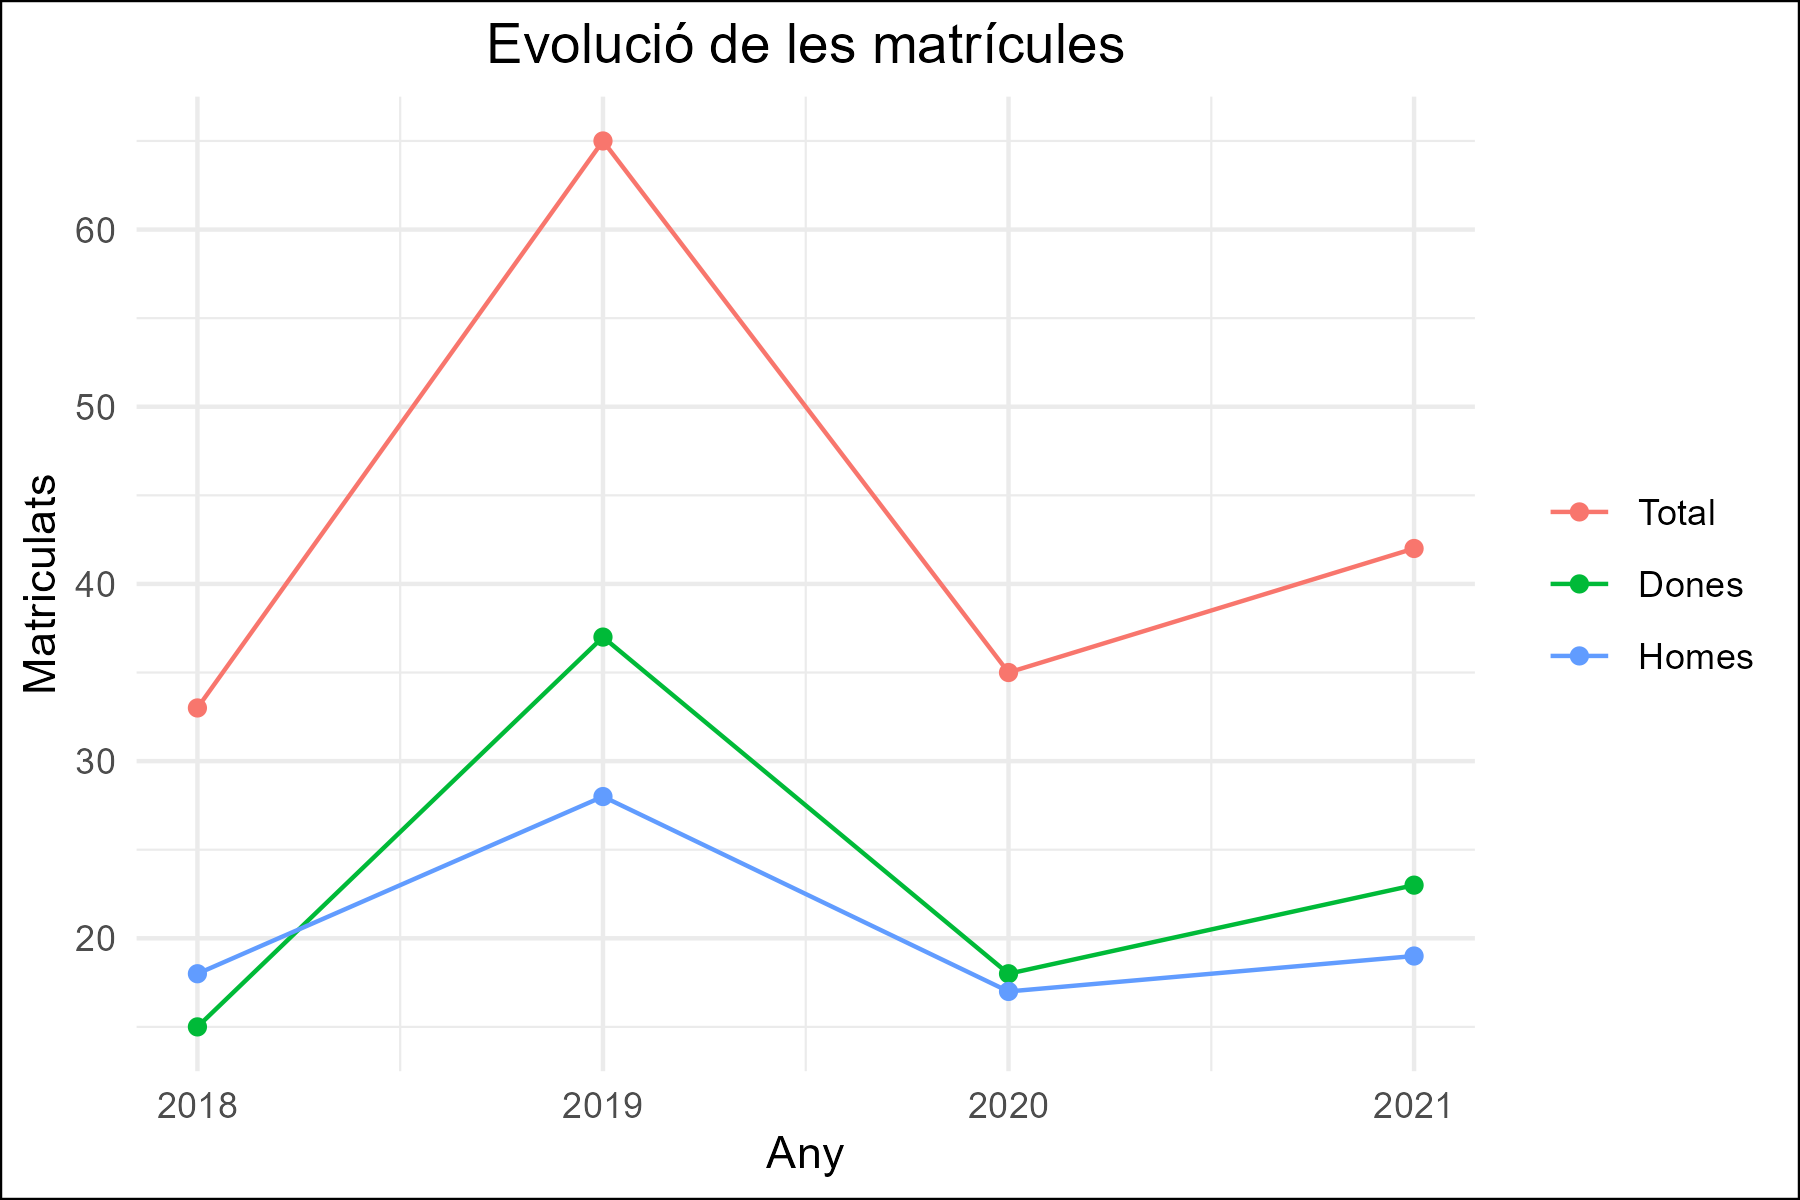 Evolució de les matrícules
Matriculats
60
50
40
30
20
2018 2019 2020 2021
Any
Total
Dones
Homes